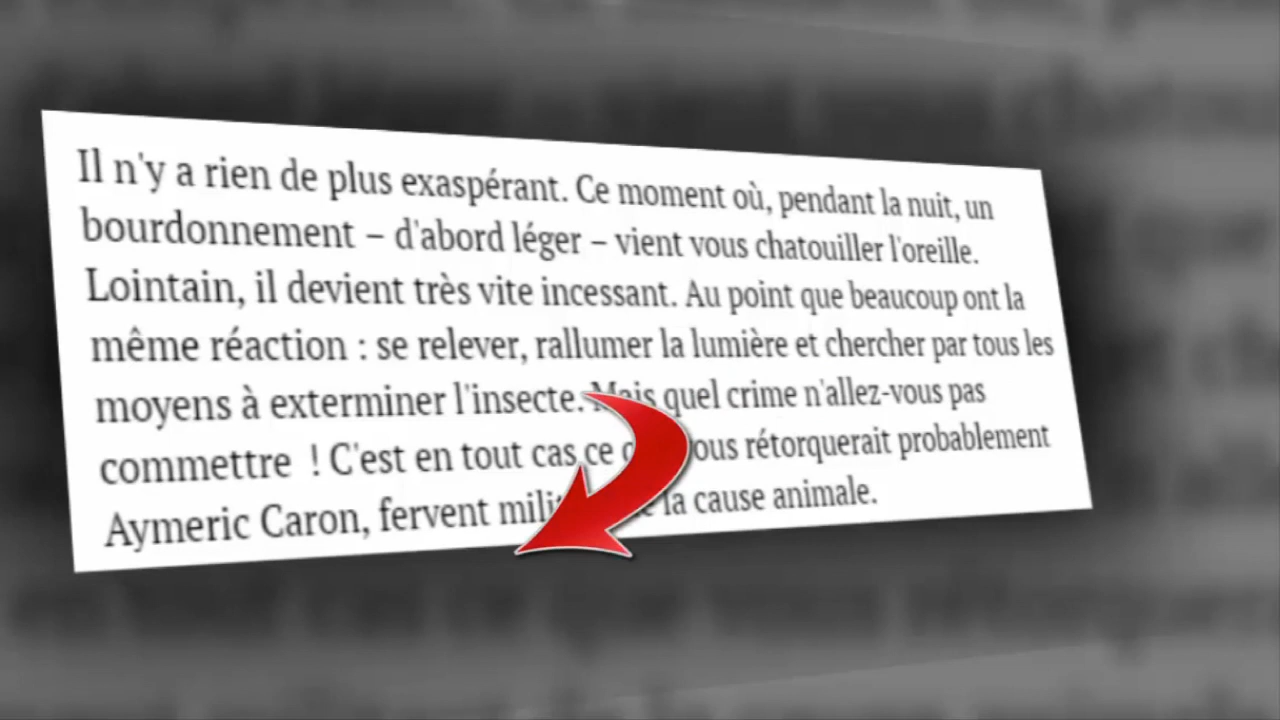 Il n'y a rien de plus exaspérant. Ce moment où, pendant la nuit, un
bourdonnement – d'abord léger – vient vous chatouiller l'oreille.
Lointain, il devient très vite incessant. Au point que beaucoup ont la
même réaction : se relever, rallumer la lumière et chercher par tous les
moyens à exterminer l'insecte. Mais quel crime n'allez-vous pas
commettre ! C'est en tout cas ce rétorquerait probablement
Aymeric Caron, fervent la cause animale.